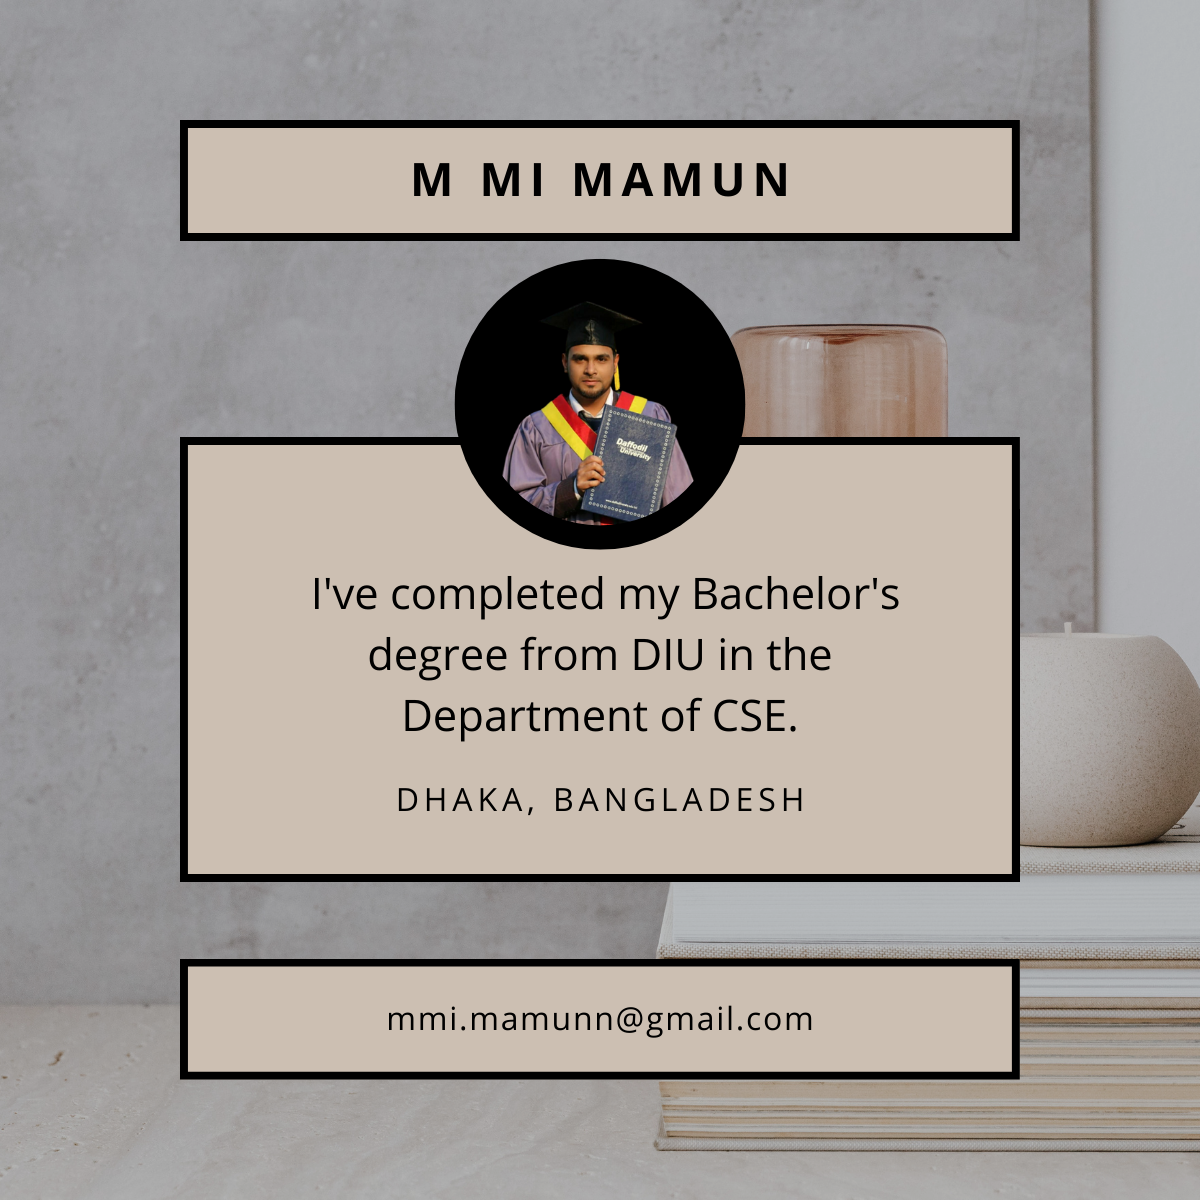 M MI MAMUN
Daffodil
University
I've completed my Bachelor's
degree from DIU in the
Department of CSE.
DHAKA, BANGLADESH
mmi.mamunn@gmail.com